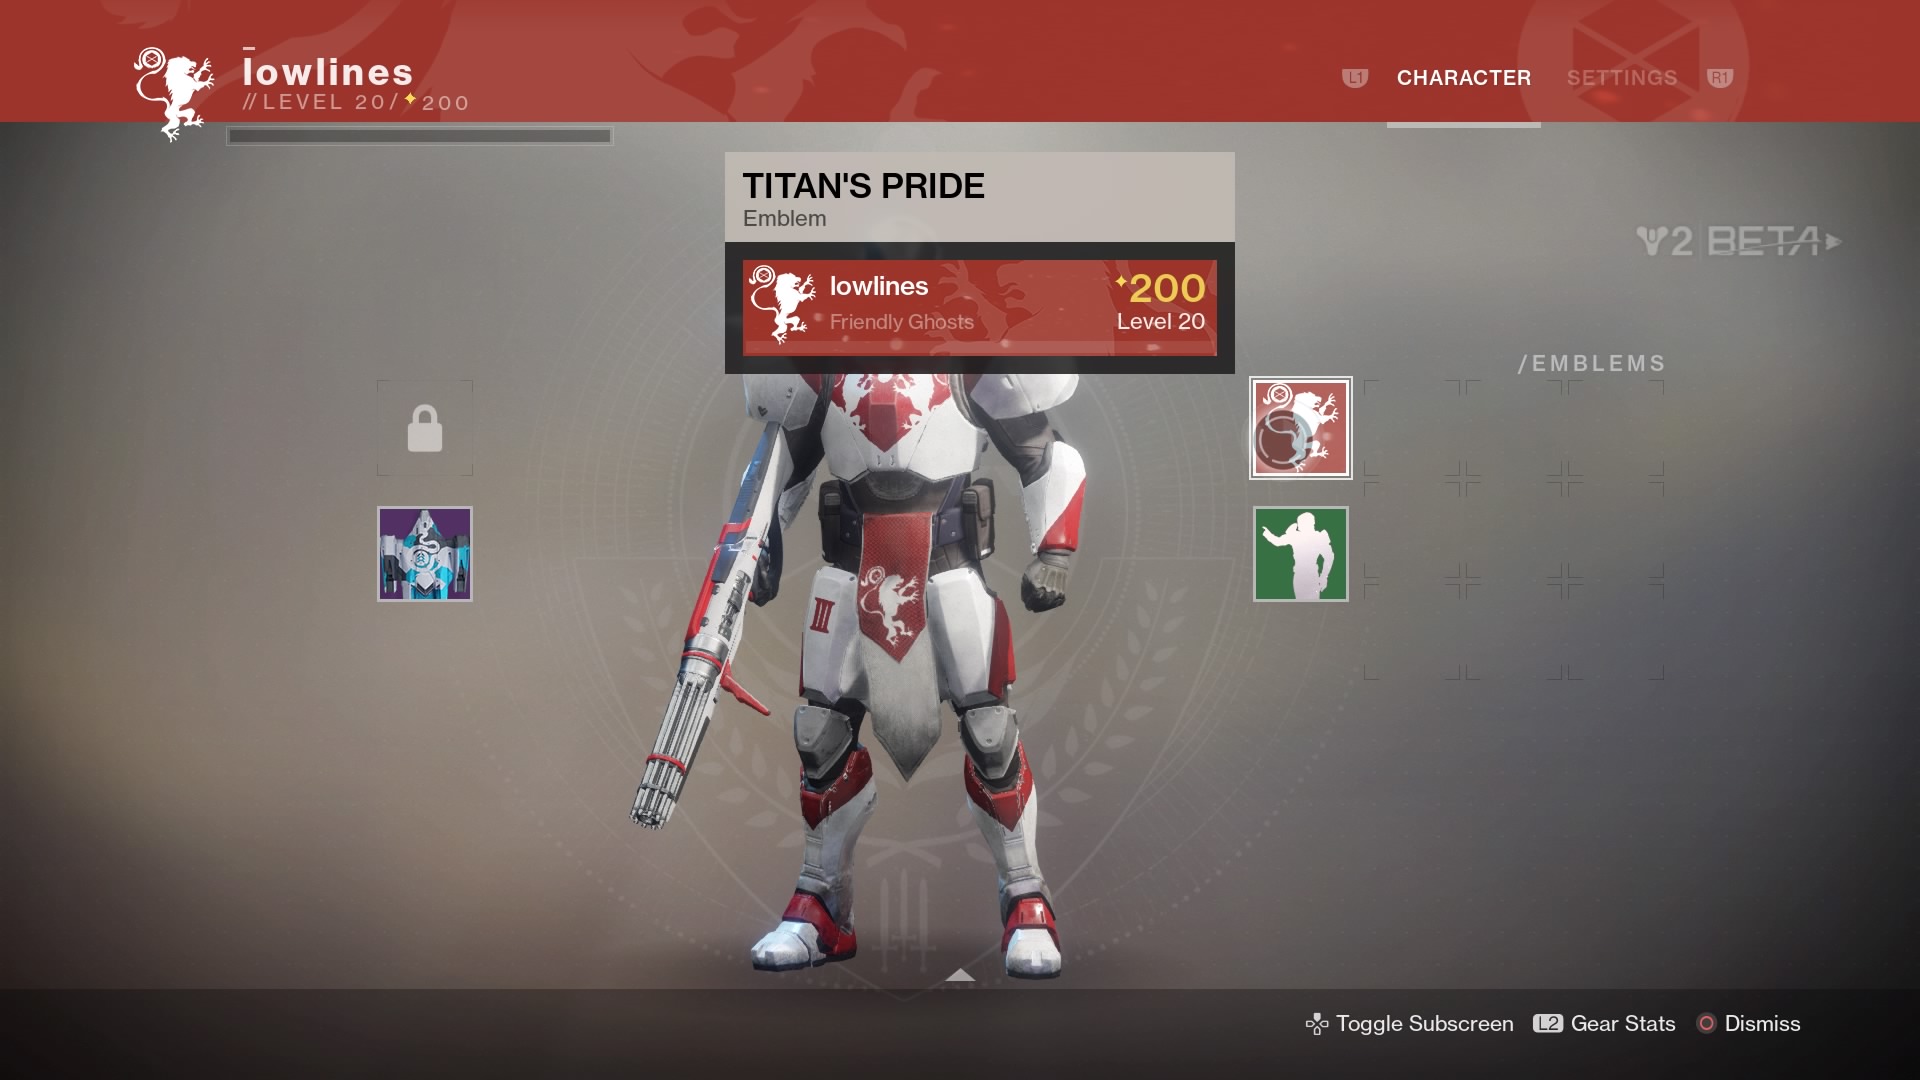 lowlines
//LEVEL 20/✦200
L1 CHARACTER SETTINGS R1
TITAN'S PRIDE
Emblem
lowlines
✦200
Friendly Ghosts
Level 20
2 BETA
/EMBLEMS
III
Toggle Subscreen L2 Gear Stats Dismiss